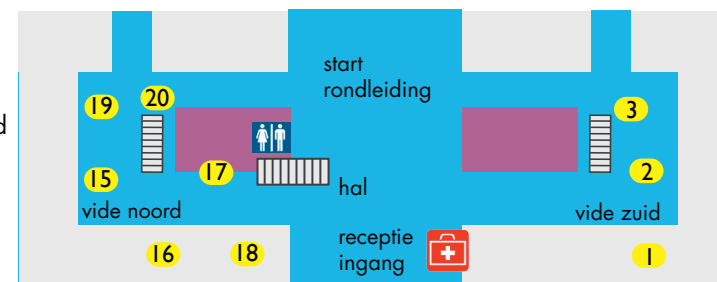 start
rondleiding
19
20
3
d
17
2
15
hal
vide noord
vide zuid
receptie
ingang
16
18
1